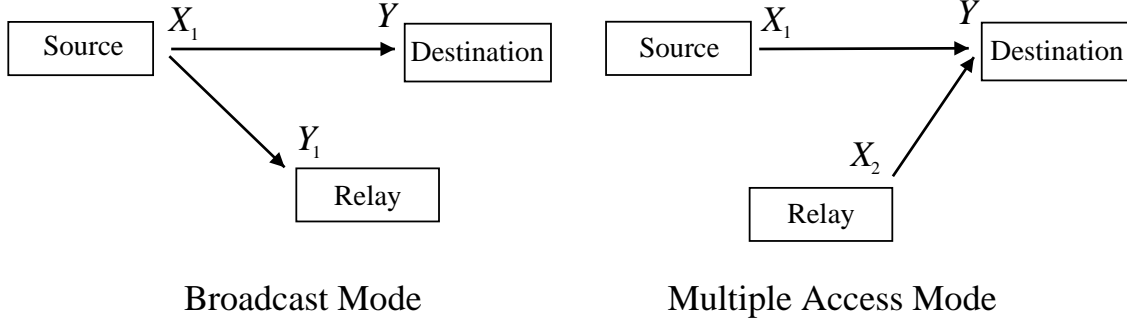 X₁ Y
Source Destination
Y₁
Relay
Broadcast Mode
X₁ Y
Source Destination
X₂
Relay
Multiple Access Mode